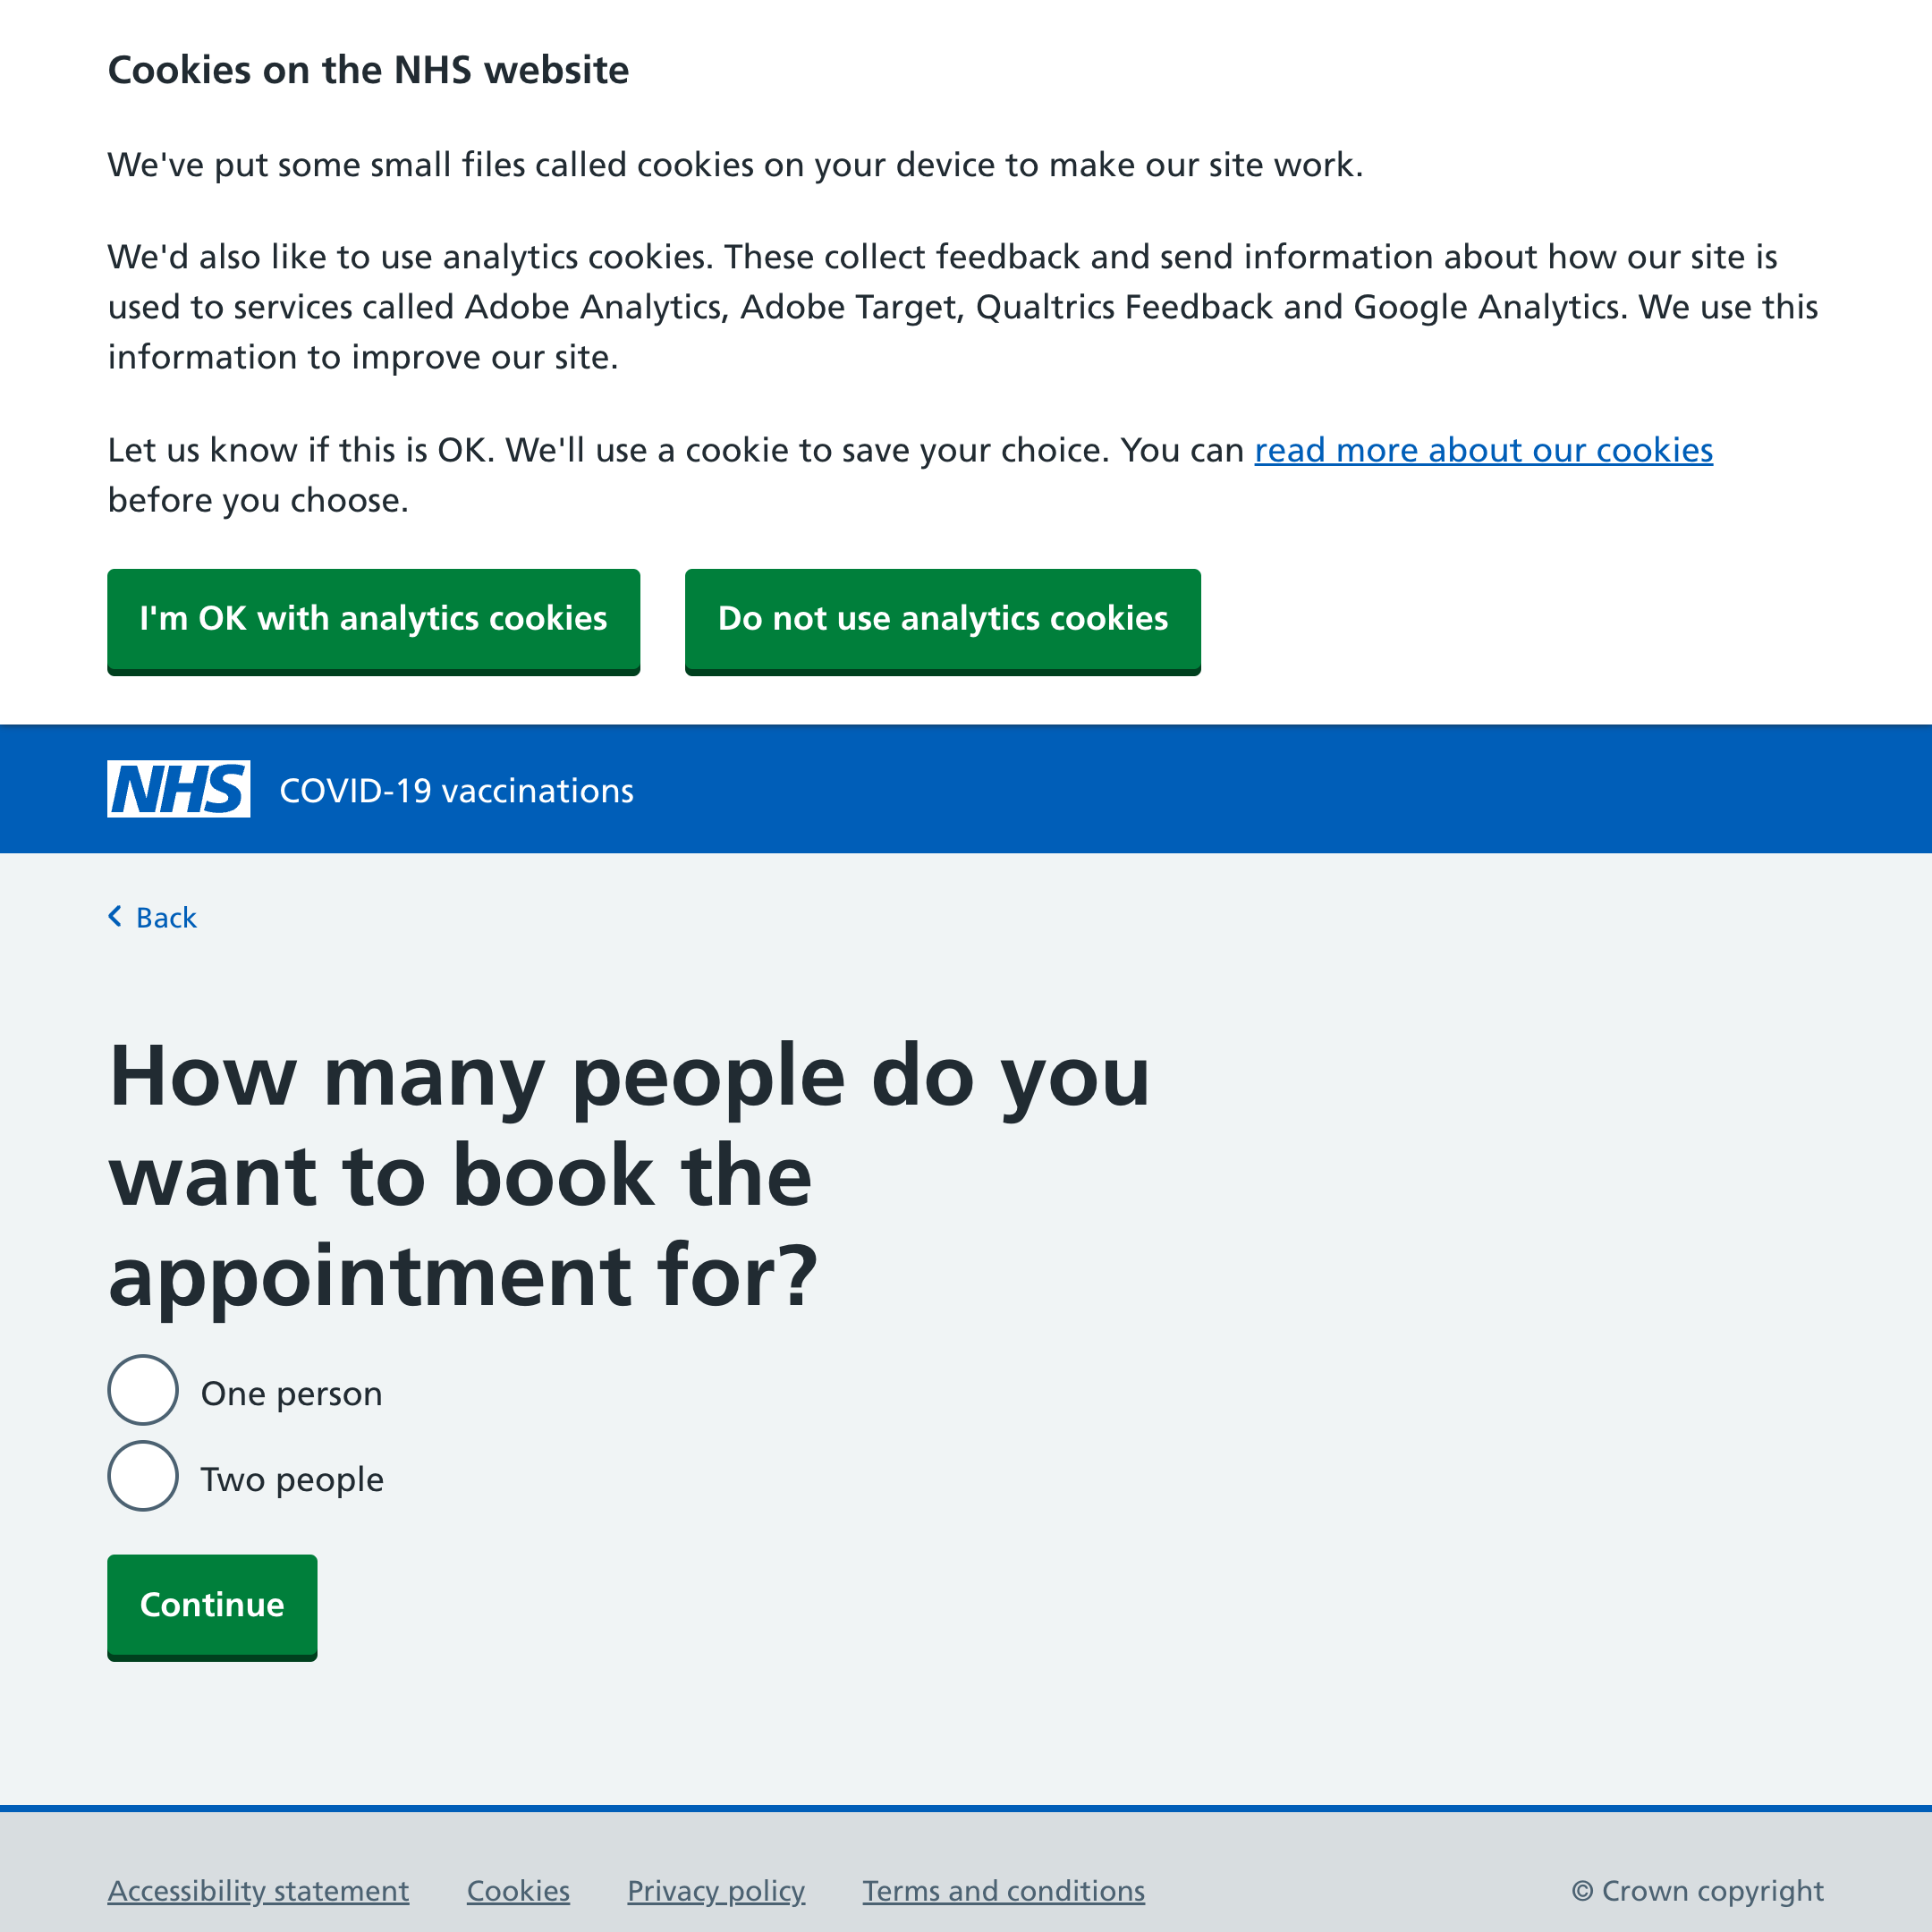 Cookies on the NHS website
We've put some small files called cookies on your device to make our site work.
We'd also like to use analytics cookies. These collect feedback and send information about how our site is
used to services called Adobe Analytics, Adobe Target, Qualtrics Feedback and Google Analytics. We use this
information to improve our site.
Let us know if this is OK. We'll use a cookie to save your choice. You can read more about our cookies
before you choose.
I'm OK with analytics cookies
Do not use analytics cookies
NHS COVID-19 vaccinations
Back
How many people do you
want to book the
appointment for?
One person
Two people
Continue
Accessibility statement Cookies Privacy policy Terms and conditions © Crown copyright